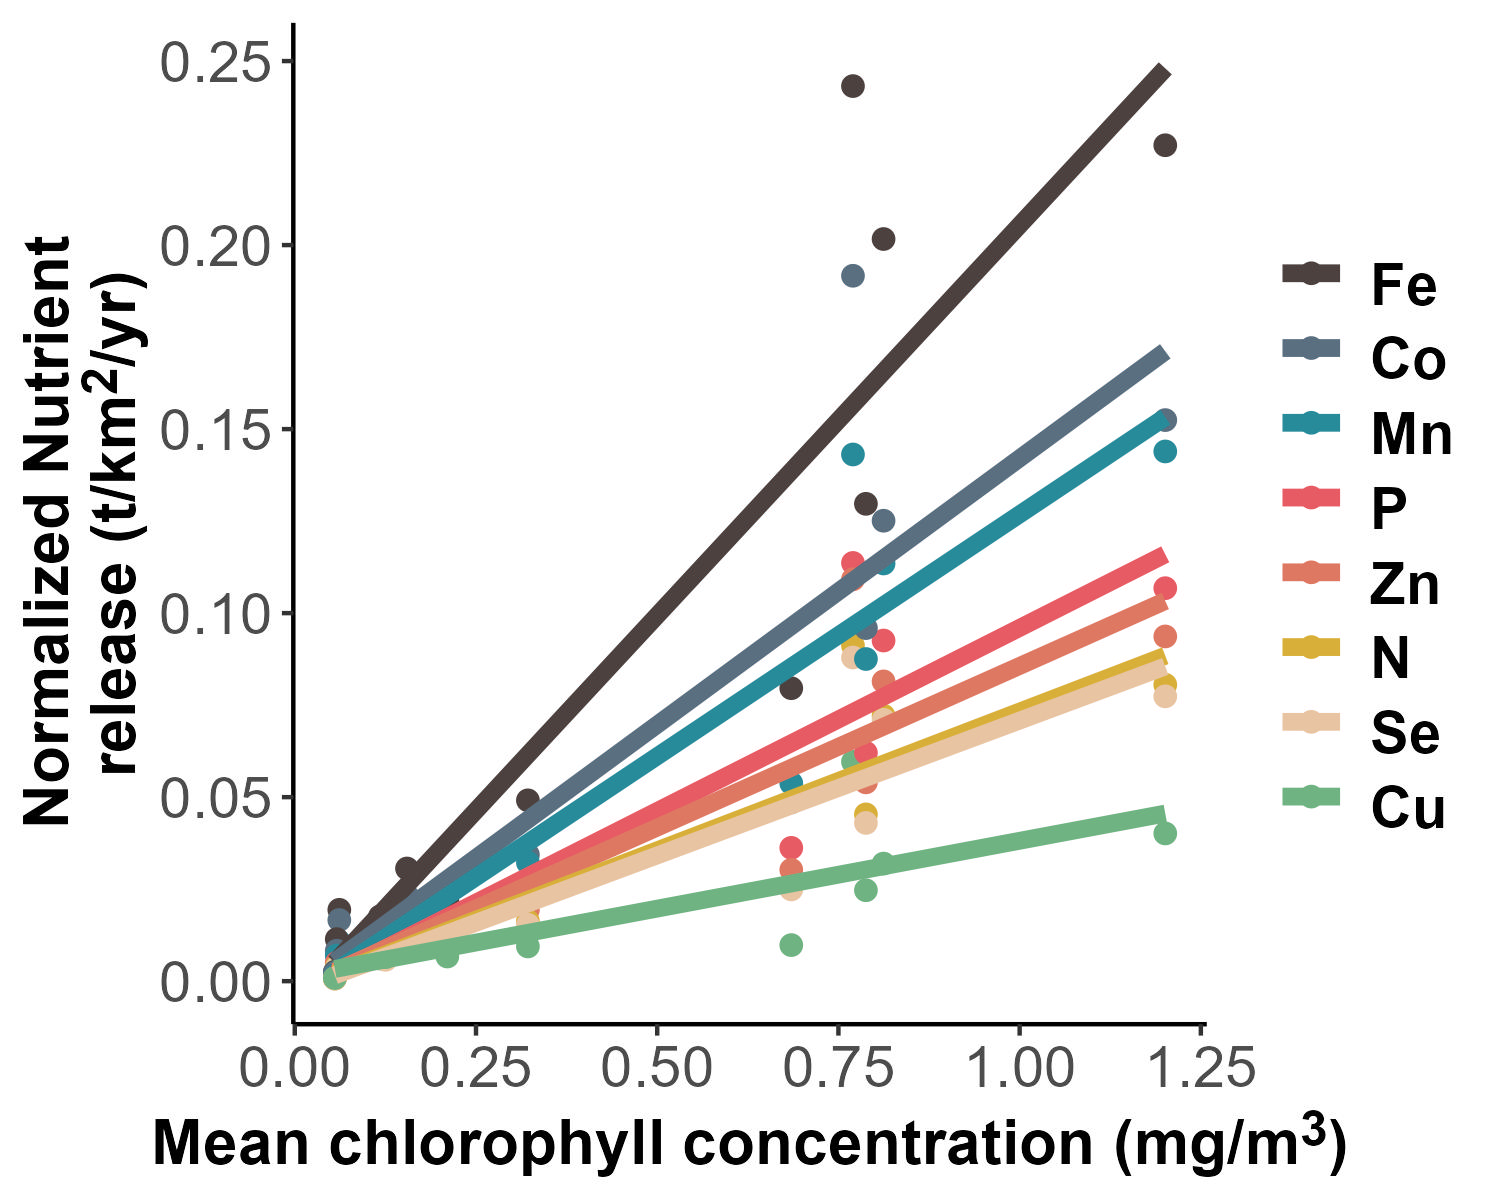 Normalized Nutrient
release (t/km²/yr)
0.25
0.20
0.15
0.10
0.05
0.00
0.00 0.25 0.50 0.75 1.00 1.25
Mean chlorophyll concentration (mg/m³)
Fe
Co
Mn
P
Zn
N
Se
Cu